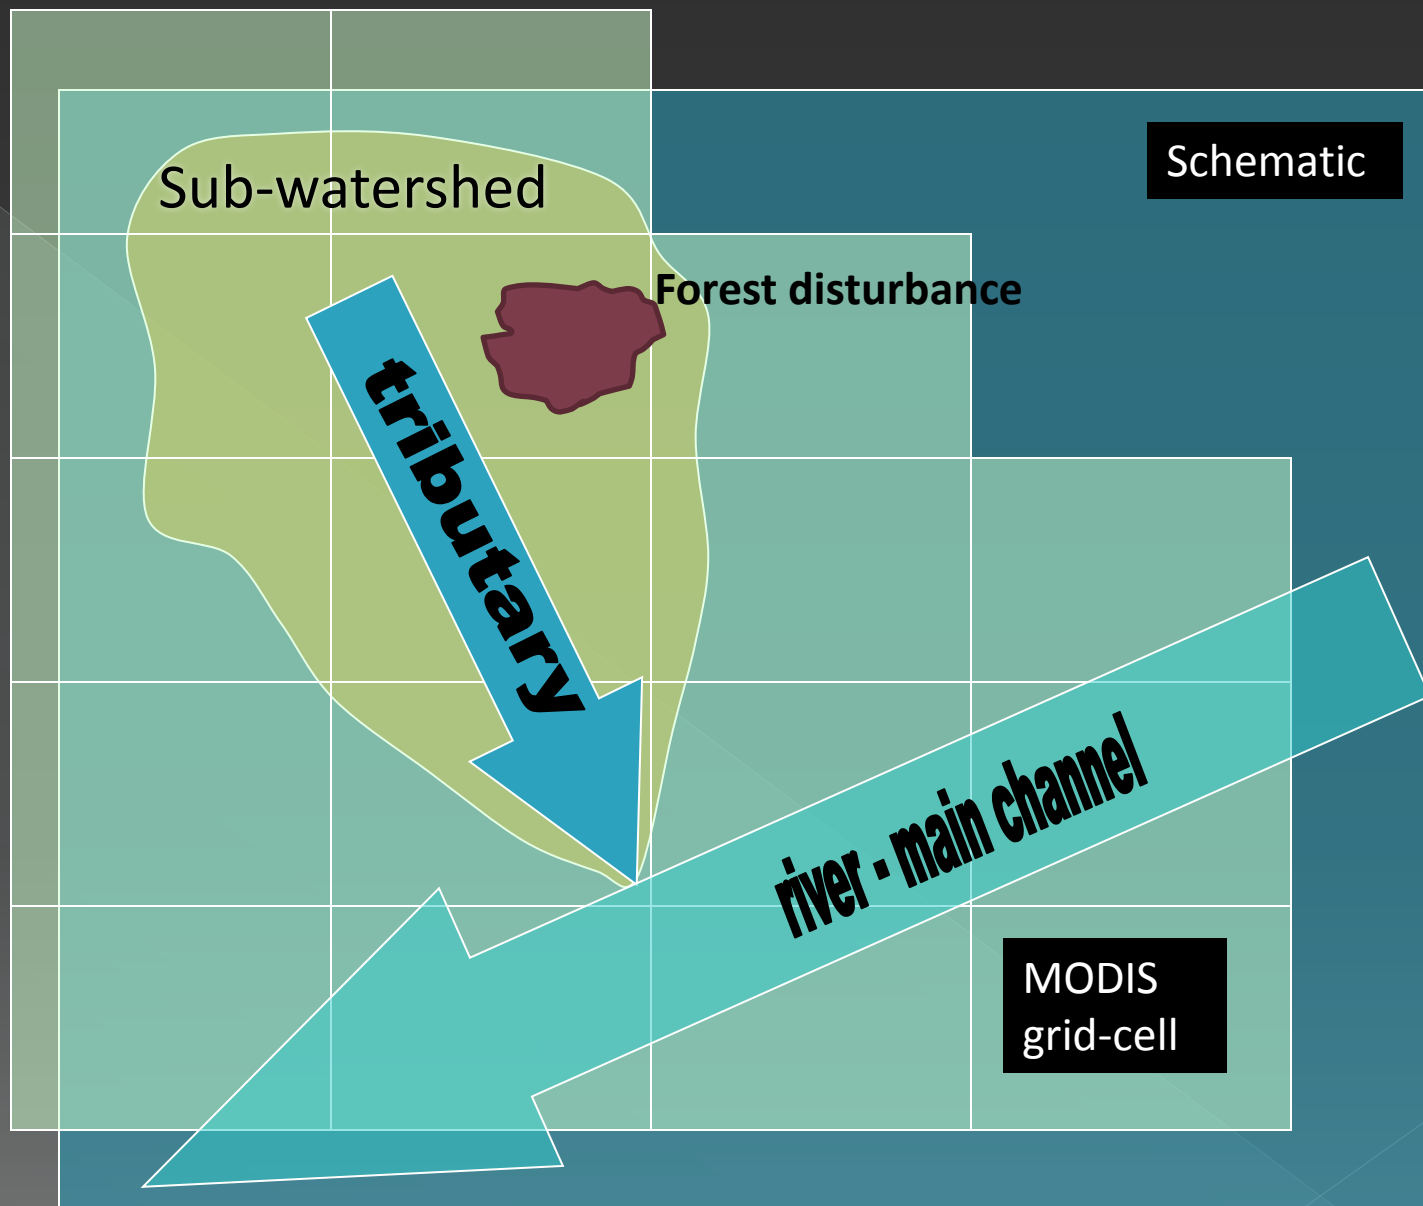 Schematic
Sub-watershed
Forest disturbance
tributary
river - main channel
MODIS
grid-cell